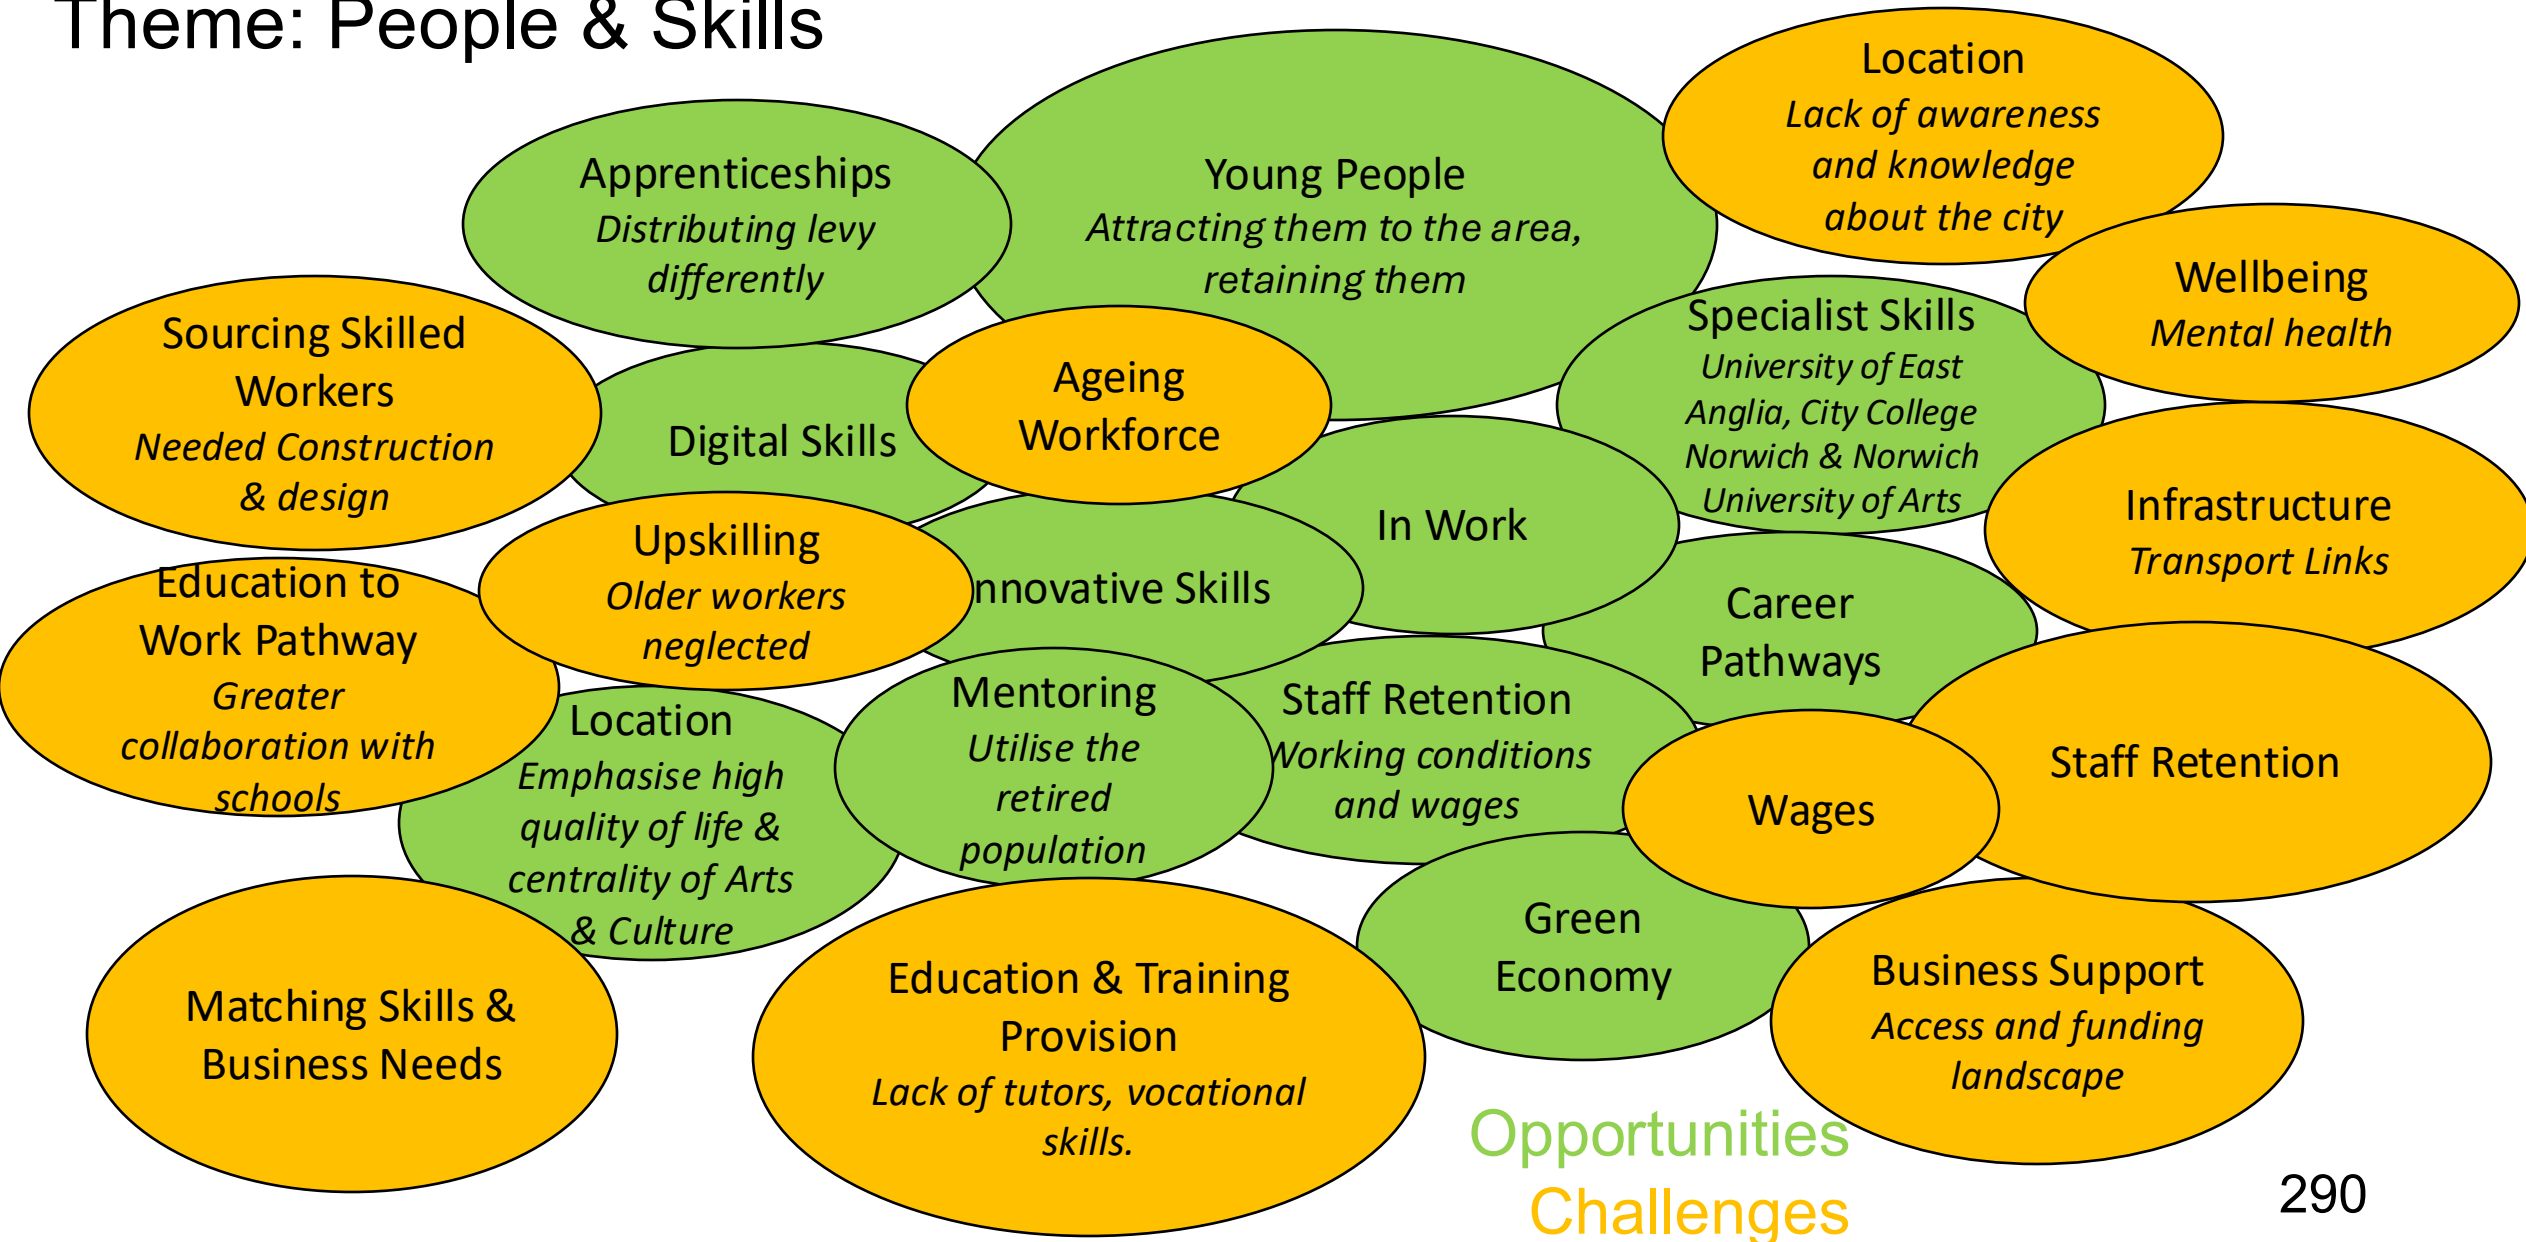 Theme: People & Skills
Location
Lack of awareness
and knowledge
about the city
Apprenticeships
Distributing levy
differently
Young People
Attracting them to the area,
retaining them
Wellbeing
Mental health
Sourcing Skilled
Workers
Needed Construction
& design
Digital Skills
Ageing
Workforce
Specialist Skills
University of East
Anglia, City College
Norwich & Norwich
University of Arts
In Work
Infrastructure
Transport Links
Upskilling
Older workers
neglected
nnovative Skills
Education to
Work Pathway
Greater
collaboration with
schools
Career
Pathways
Location
Emphasise high
quality of life &
centrality of Arts
& Culture
Mentoring
Utilise the
retired
population
Staff Retention
Working conditions
and wages
Wages
Staff Retention
Matching Skills &
Business Needs
Education & Training
Provision
Lack of tutors, vocational
skills.
Green
Economy
Business Support
Access and funding
landscape
Opportunities
Challenges
290